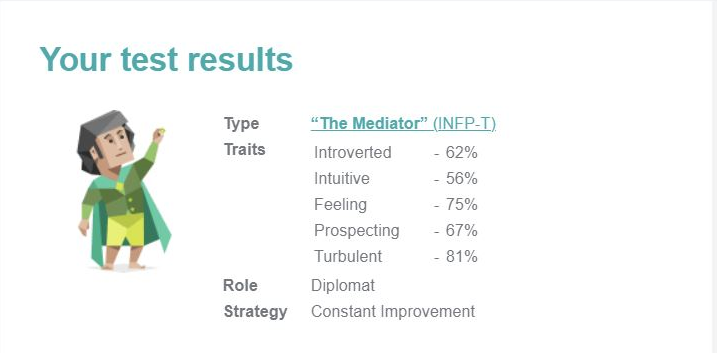 Your test results
Type “The Mediator” (INFP-T)
Traits
Introverted - 62%
Intuitive - 56%
Feeling - 75%
Prospecting - 67%
Turbulent - 81%
Role Diplomat
Strategy Constant Improvement